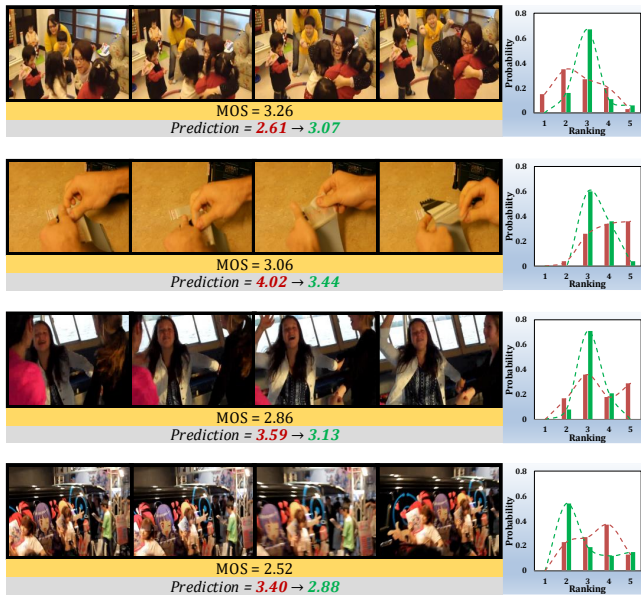 MOS = 3.26
Prediction = 2.61 → 3.07
Probability
0.8
0.6
0.4
0.2
0
1 2 3 4 5
Ranking
MOS = 3.06
Prediction = 4.02 → 3.44
Probability
0.8
0.6
0.4
0.2
0
1 2 3 4 5
Ranking
MOS = 2.86
Prediction = 3.59 → 3.13
Probability
0.8
0.6
0.4
0.2
0
1 2 3 4 5
Ranking
MOS = 2.52
Prediction = 3.40 → 2.88
Probability
0.8
0.6
0.4
0.2
0
1 2 3 4 5
Ranking